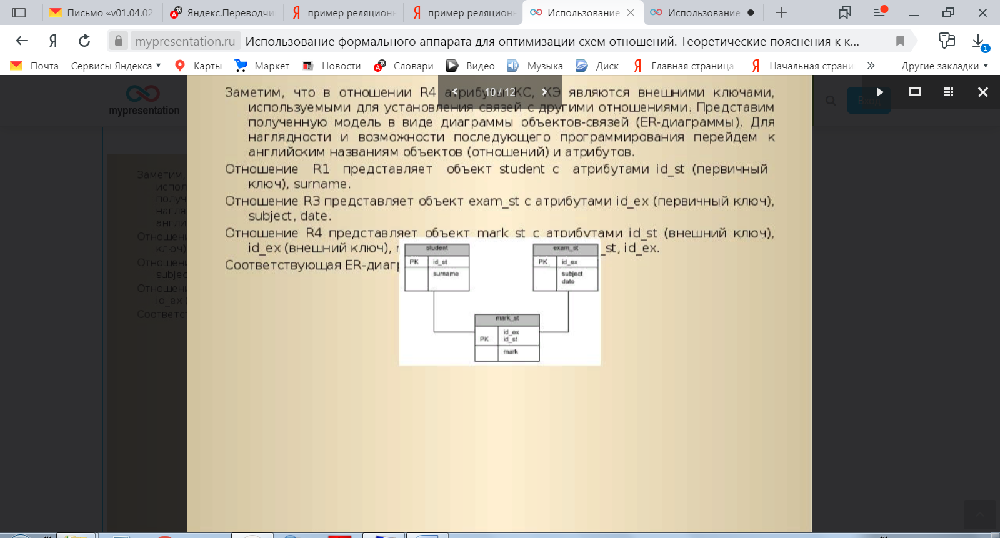 Письмо «v01.04.02
Яндекс.Переводчи
пример реляцион
пример реляцион
Использование
Использование
mypresentation.ru
Использование формального аппарата для оптимизации схем отношений. Теоретические пояснения к к...
1
Почта
Сервисы Яндекса
Карты
Маркет
Новости
Словари
Видео
Музыка
Диск
Главная страница
Начальная страни
Другие закладки
mypresentation
10 / 12
Вход
Заметим, что в отношении R4 атрибуты КС, КЭ являются внешними ключами,
используемыми для установления связей с другими отношениями. Представим
полученную модель в виде диаграммы объектов-связей (ER-диаграммы). Для
наглядности и возможности последующего программирования перейдем к
английским названиям объектов (отношений) и атрибутов.
Отношение R1 представляет объект student с атрибутами id_st (первичный
ключ), surname.
Отношение R3 представляет объект exam_st с атрибутами id_ex (первичный ключ),
subject, date.
Отношение R4 представляет объект mark_st с атрибутами id_st (внешний ключ),
id_ex (внешний ключ), _st, id_ex.
Соответствующая ER-диагр
student
PK id_st
surname
exam_st
PK id_ex
subject
date
mark_st
id_ex
PK id_st
mark
Заметим,
испол
получ
нагля
англи
Отношени
ключ)
Отношени
subjec
Отношени
id_ex (
Соответст